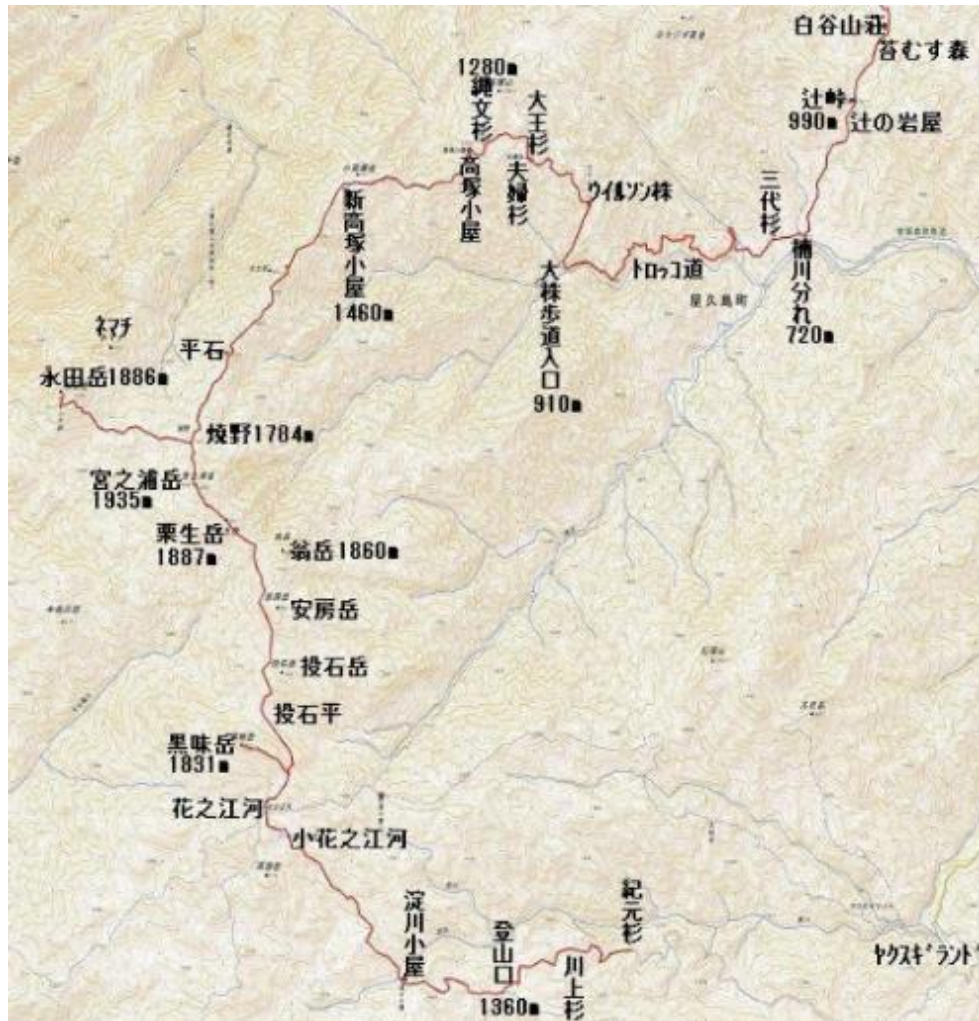 白谷山荘
苔むす森
辻峠
990m
辻の岩屋
1280m
縄文杉
大王杉
高塚小屋
夫婦杉
ウイルソン株
三代杉
新高塚小屋
1460m
トロッコ道
楠川分れ
720m
屋久島町
大株歩道入口
910m
ネマチ
平石
永田岳1886m
焼野1784m
宮之浦岳
1935m
栗生岳
1887m
翁岳1860m
安房岳
投石岳
投石平
黒味岳
1831m
花之江河
小花之江河
淀川小屋
登山口
1360m
川上杉
紀元杉
ヤクスギランド